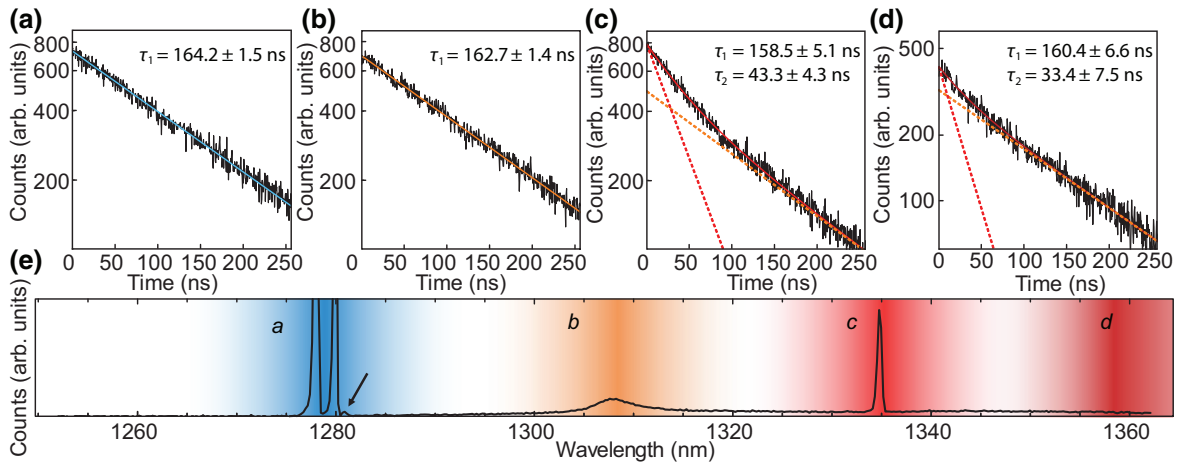 (a)
Counts (arb. units)
800
600
400
200
τ₁ = 164.2 ± 1.5 ns
0 50 100 150 200 250
Time (ns)
(b)
Counts (arb. units)
800
600
400
200
τ₁ = 162.7 ± 1.4 ns
0 50 100 150 200 250
Time (ns)
(c)
Counts (arb. units)
800
600
400
200
τ₁ = 158.5 ± 5.1 ns
τ₂ = 43.3 ± 4.3 ns
0 50 100 150 200 250
Time (ns)
(d)
Counts (arb. units)
500
200
100
τ₁ = 160.4 ± 6.6 ns
τ₂ = 33.4 ± 7.5 ns
0 50 100 150 200 250
Time (ns)
(e)
Counts (arb. units)
a b c d
1260 1280 1300 1320 1340 1360
Wavelength (nm)